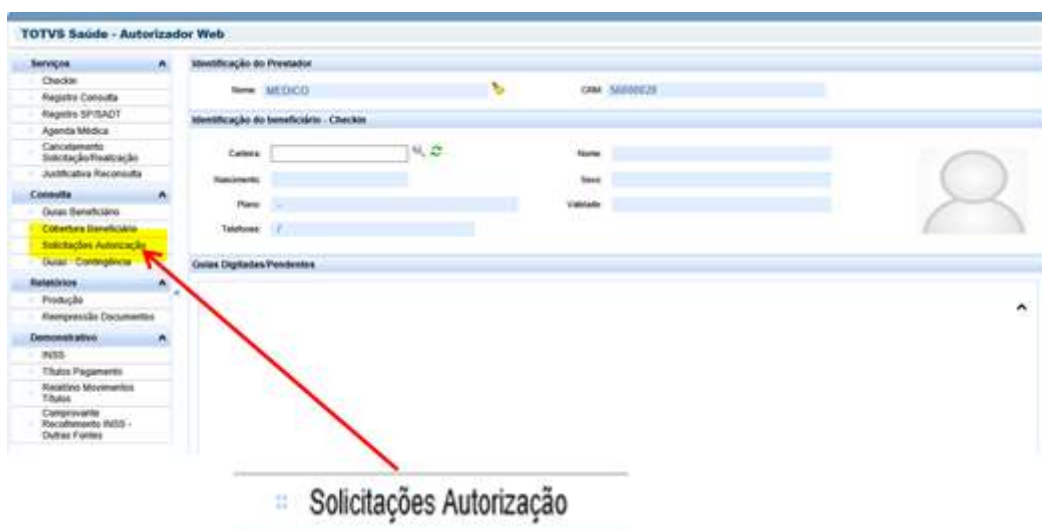 TOTVS Saúde - Autorizador Web
Serviços
Checkin
Registro Consulta
Registro SP/SADT
Agenda Médica
Cancelamento
Solicitação/Realização
Justificativa Reconsulta
Consulta
Guias Beneficiário
Cobertura Beneficiário
Solicitações Autorização
Guias - Contingência
Relatórios
Produção
Reimpressão Documentos
Demonstrativo
INSS
Títulos Pagamento
Relatório Movimentos
Títulos
Comprovante
Recolhimento INSS -
Outras Fontes
Identificação do Prestador
Nome: MEDICO CRM:
Identificação do beneficiário - Checkin
Carteira: Nome:
Nascimento: Sexo:
Plano: - Validade:
Telefones: /
Guias Digitadas/Pendentes
Solicitações Autorização